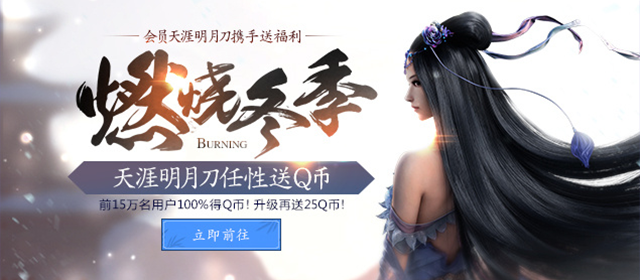 会员天涯明月刀携手送福利
燃烧冬季
BURNING
天涯明月刀任性送Q币
前15万名用户100%得Q币!升级再送25Q币!
立即前往